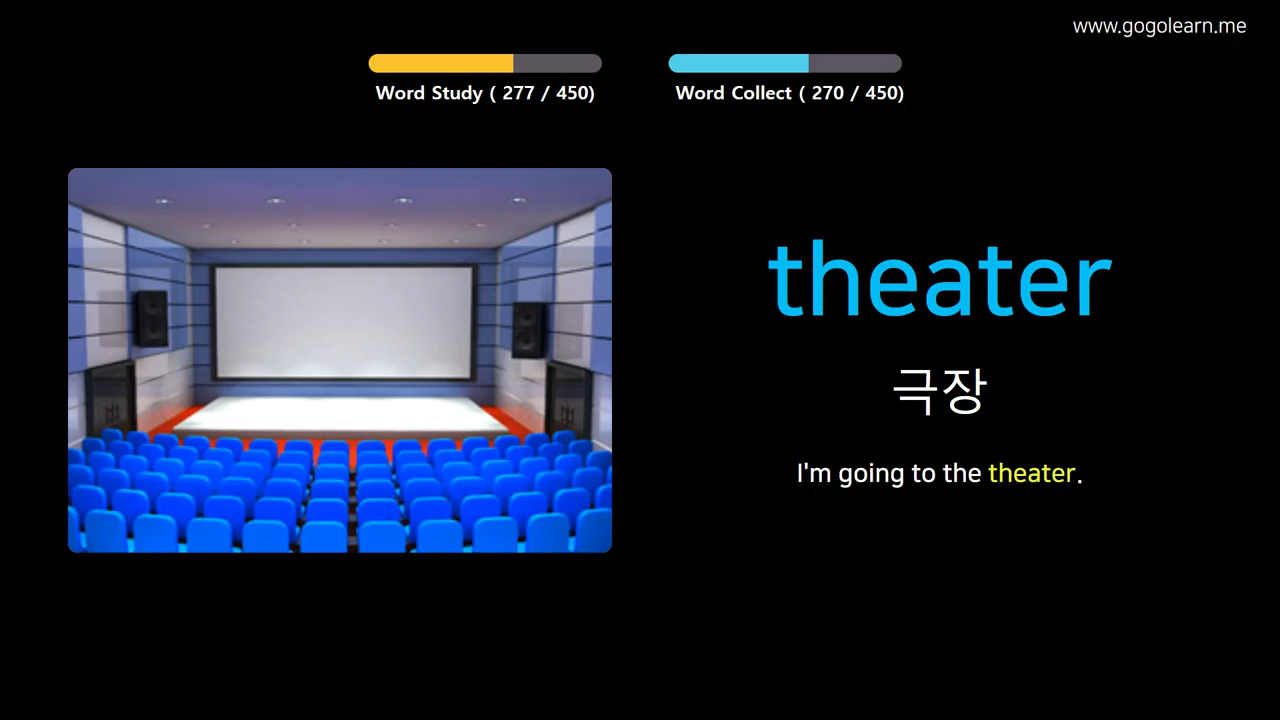 www.gogolearn.me
Word Study ( 277 / 450)
Word Collect ( 270 / 450)
theater
극장
I'm going to the theater.